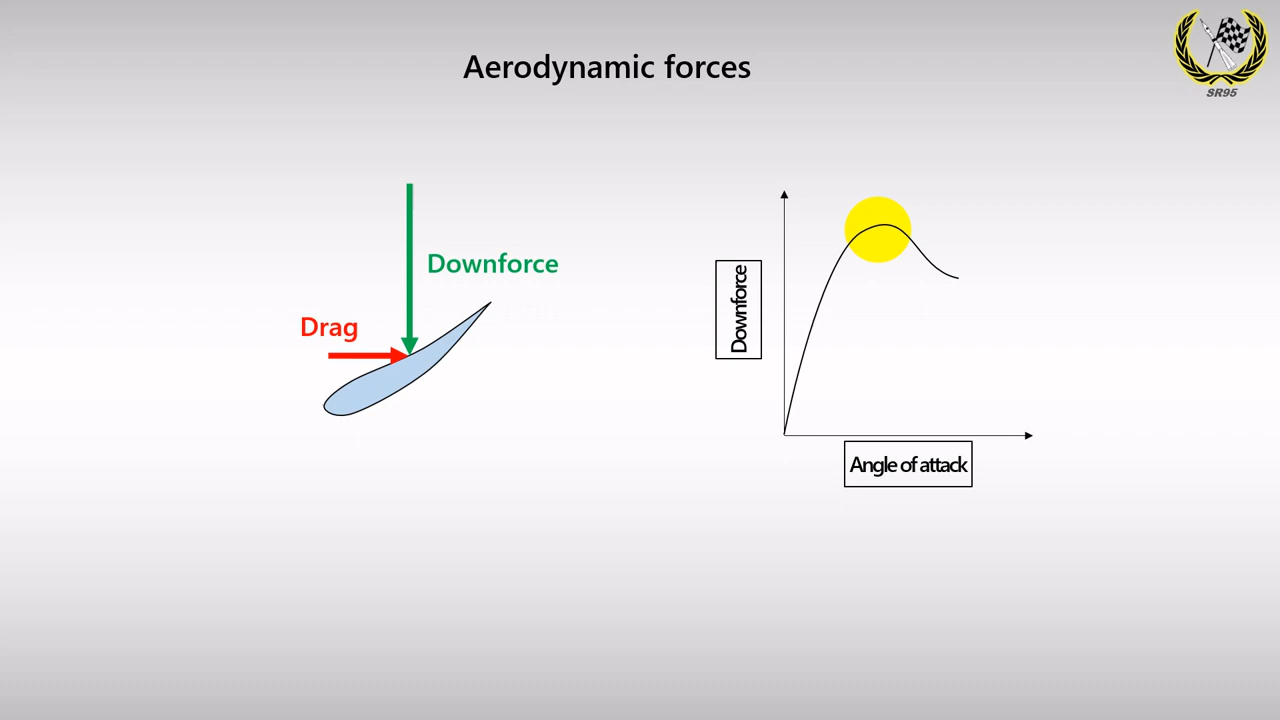 Aerodynamic forces
SR95
Downforce
Drag
Downforce
Angle of attack